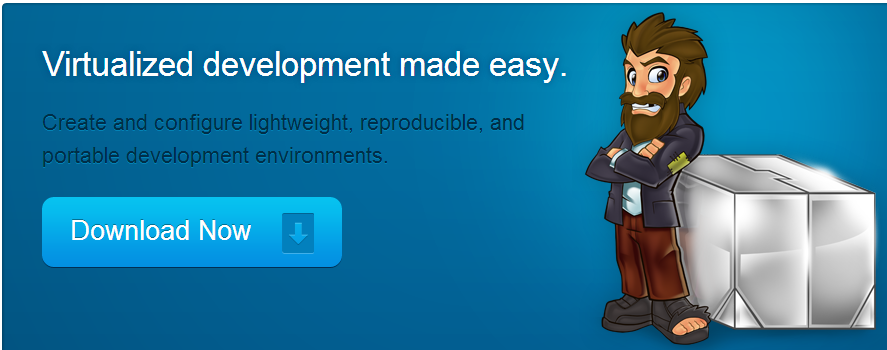 Virtualized development made easy.
Create and configure lightweight, reproducible, and
portable development environments.
Download Now